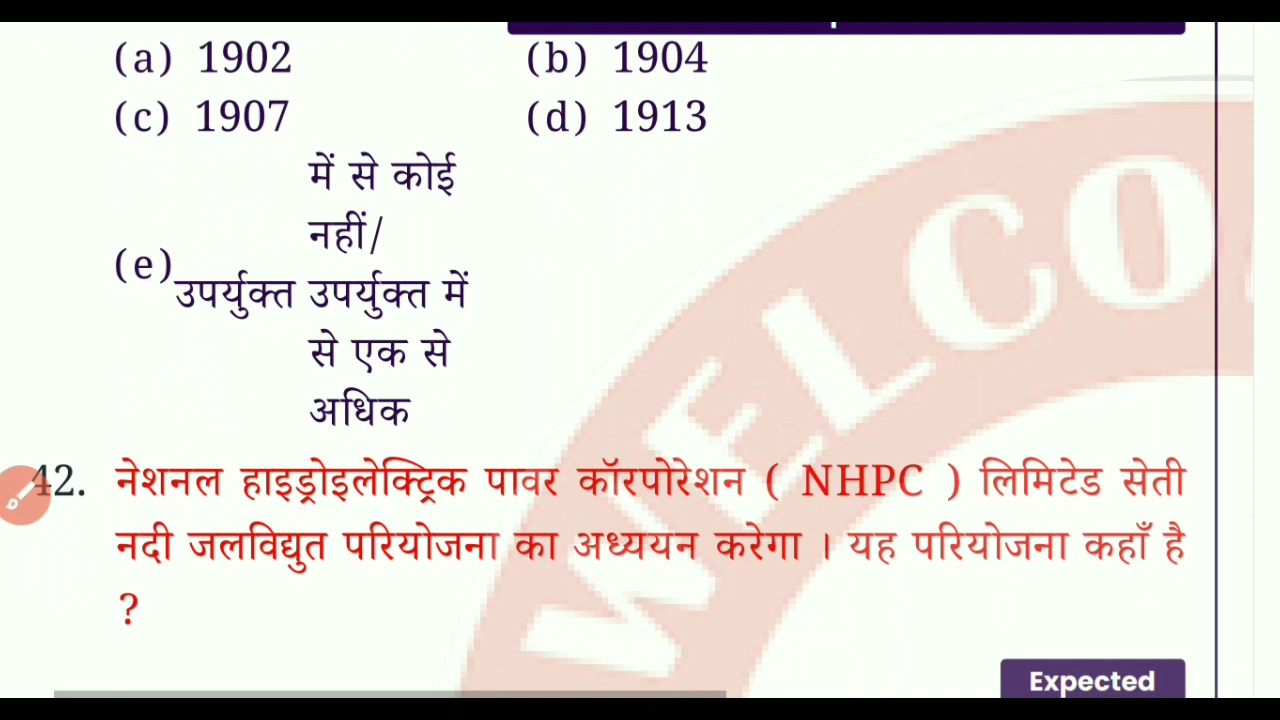 (a) 1902 (b) 1904
(c) 1907 (d) 1913
में से कोई
नहीं/
(e)
उपर्युक्त उपर्युक्त में
से एक से
अधिक
42. नेशनल हाइड्रोइलेक्ट्रिक पावर कॉरपोरेशन ( NHPC ) लिमिटेड सेती
नदी जलविद्युत परियोजना का अध्ययन करेगा । यह परियोजना कहाँ है
?
WELCO
Expected